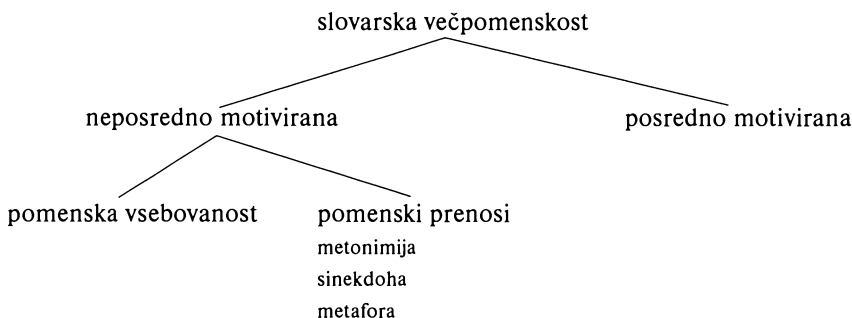 slovarska večpomenskost
neposredno motivirana
posredno motivirana
pomenska vsebovanost
pomenski prenosi
metonimija
sinekdoha
metafora